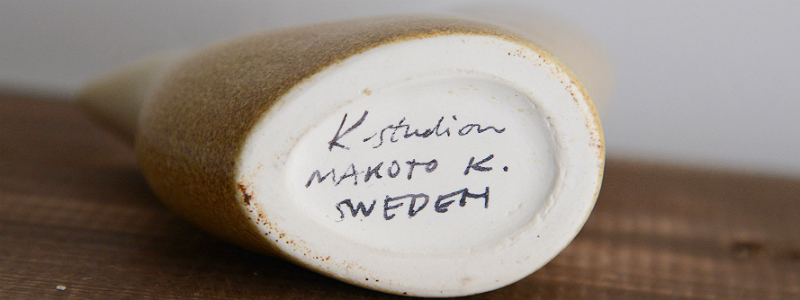 K-studion
MAKOTO K.
SWEDEN